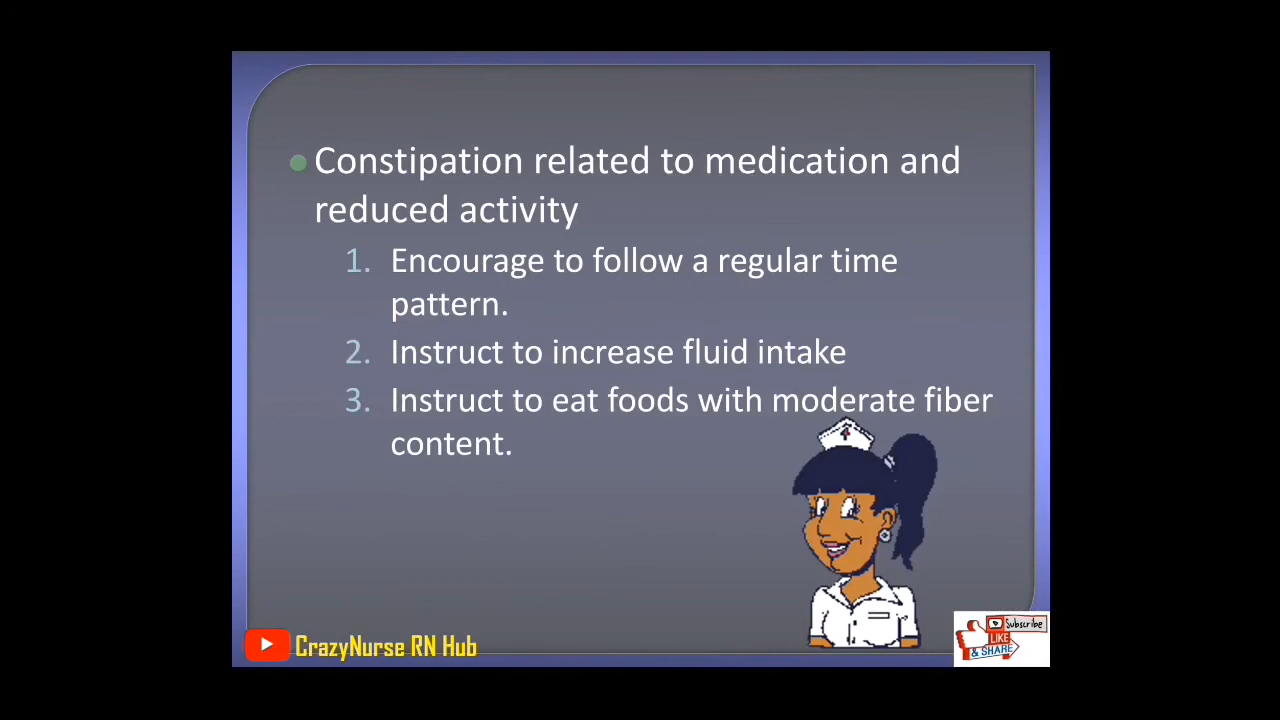 Constipation related to medication and
reduced activity
1. Encourage to follow a regular time
pattern.
2. Instruct to increase fluid intake
3. Instruct to eat foods with moderate fiber
content.
CrazyNurse RN Hub
Subscribe
LIKE
& SHARE